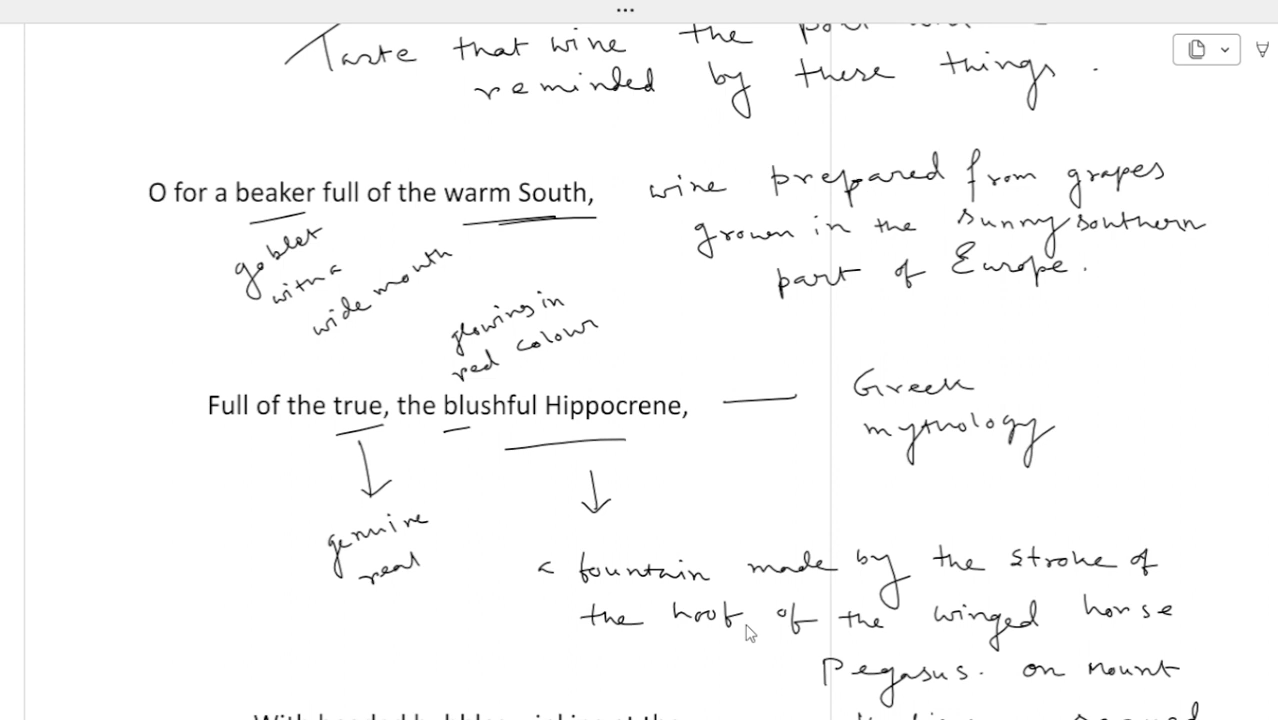 Taste that wine the
reminded by these things.
O for a beaker full of the warm South,
wine prepared from grapes
grown in the sunny southern
part of Europe.
goblet
with a
wide mouth
glowing in
red colour
Full of the true, the blushful Hippocrene,
Greek
mythology
genuine
real
a fountain made by the stroke of
the hoof of the winged horse
Pegasus. on Mount